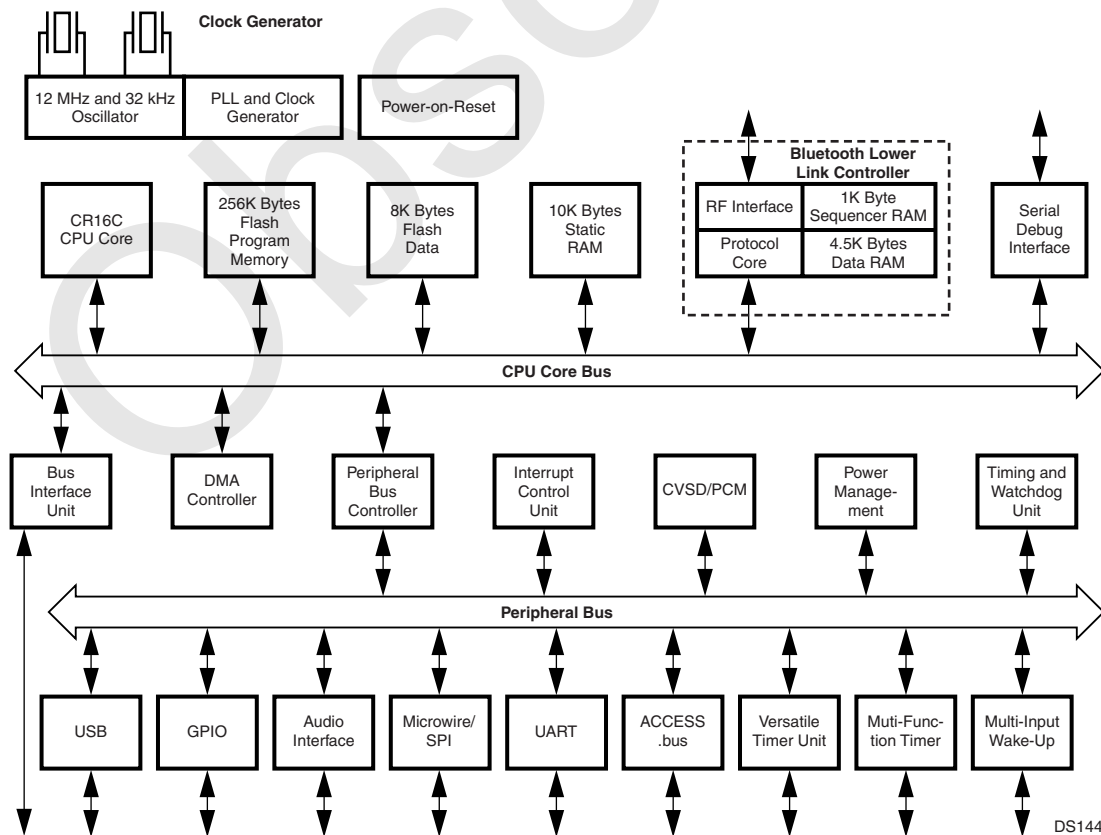 Clock Generator
12 MHz and 32 kHz
Oscillator
PLL and Clock
Generator
Power-on-Reset
Bluetooth Lower
Link Controller
CR16C
CPU Core
256K Bytes
Flash
Program
Memory
8K Bytes
Flash
Data
10K Bytes
Static
RAM
RF Interface
1K Byte
Sequencer RAM
Protocol
Core
4.5K Bytes
Data RAM
Serial
Debug
Interface
CPU Core Bus
Bus
Interface
Unit
DMA
Controller
Peripheral
Bus
Controller
Interrupt
Control
Unit
CVSD/PCM
Power
Manage-
ment
Timing and
Watchdog
Unit
Peripheral Bus
USB
GPIO
Audio
Interface
Microwire/
SPI
UART
ACCESS
.bus
Versatile
Timer Unit
Muti-Func-
tion Timer
Multi-Input
Wake-Up
DS144